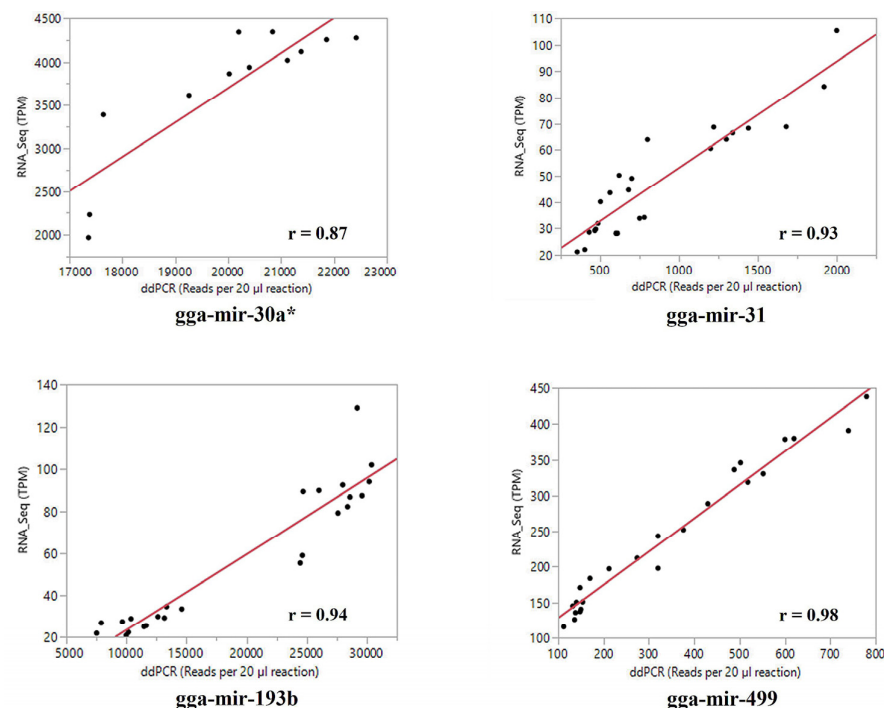 4500
4000
3500
3000
2500
2000
RNA_Seq (TPM)
r = 0.87
17000 18000 19000 20000 21000 22000 23000
ddPCR (Reads per 20 µl reaction)
gga-mir-30a*
110
100
90
80
70
60
50
40
30
20
RNA_Seq (TPM)
r = 0.93
500 1000 1500 2000
ddPCR (Reads per 20 µl reaction)
gga-mir-31
140
120
100
80
60
40
20
RNA_Seq (TPM)
r = 0.94
5000 10000 15000 20000 25000 30000
ddPCR (Reads per 20 µl reaction)
gga-mir-193b
450
400
350
300
250
200
150
100
RNA_Seq (TPM)
r = 0.98
100 200 300 400 500 600 700 800
ddPCR (Reads per 20 µl reaction)
gga-mir-499